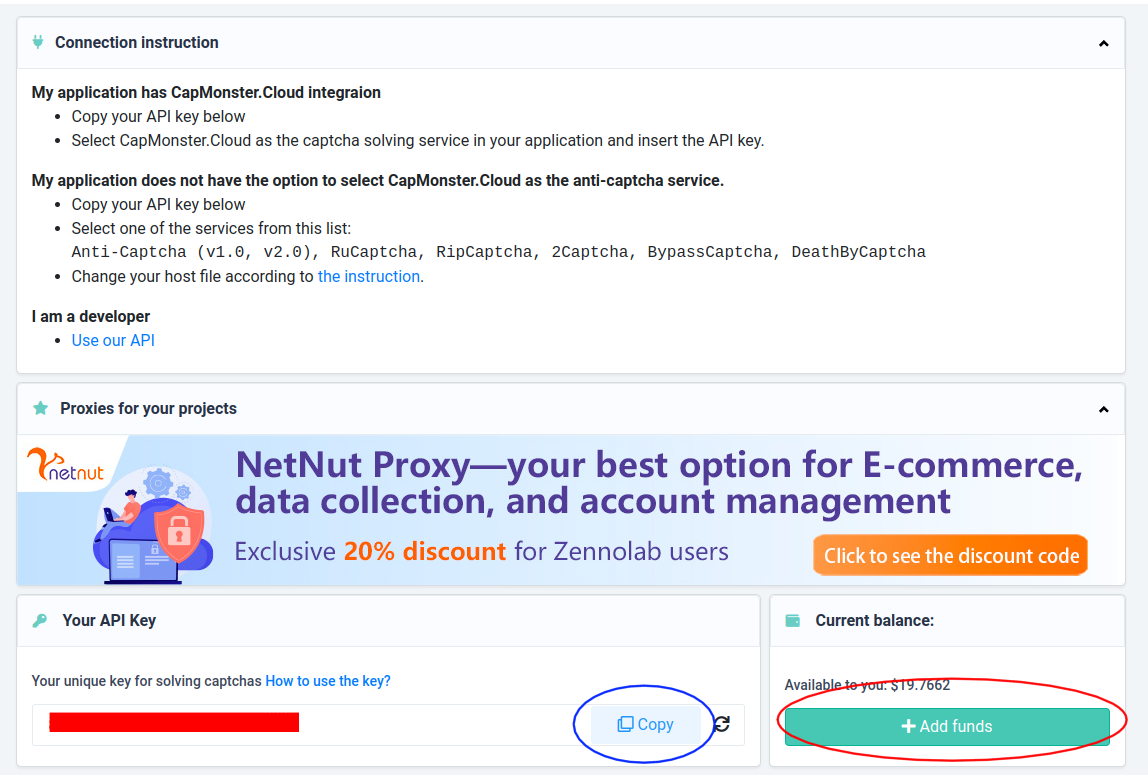 Connection instruction
My application has CapMonster.Cloud integraion
Copy your API key below
Select CapMonster.Cloud as the captcha solving service in your application and insert the API key.
My application does not have the option to select CapMonster.Cloud as the anti-captcha service.
Copy your API key below
Select one of the services from this list:
Anti-Captcha (v1.0, v2.0), RuCaptcha, RipCaptcha, 2Captcha, BypassCaptcha, DeathByCaptcha
Change your host file according to the instruction.
I am a developer
Use our API
Proxies for your projects
netnut
NetNut Proxy—your best option for E-commerce,
data collection, and account management
Exclusive 20% discount for Zennolab users
Click to see the discount code
Your API Key
Your unique key for solving captchas How to use the key?
Copy
Current balance:
Available to you: $19.7662
Add funds